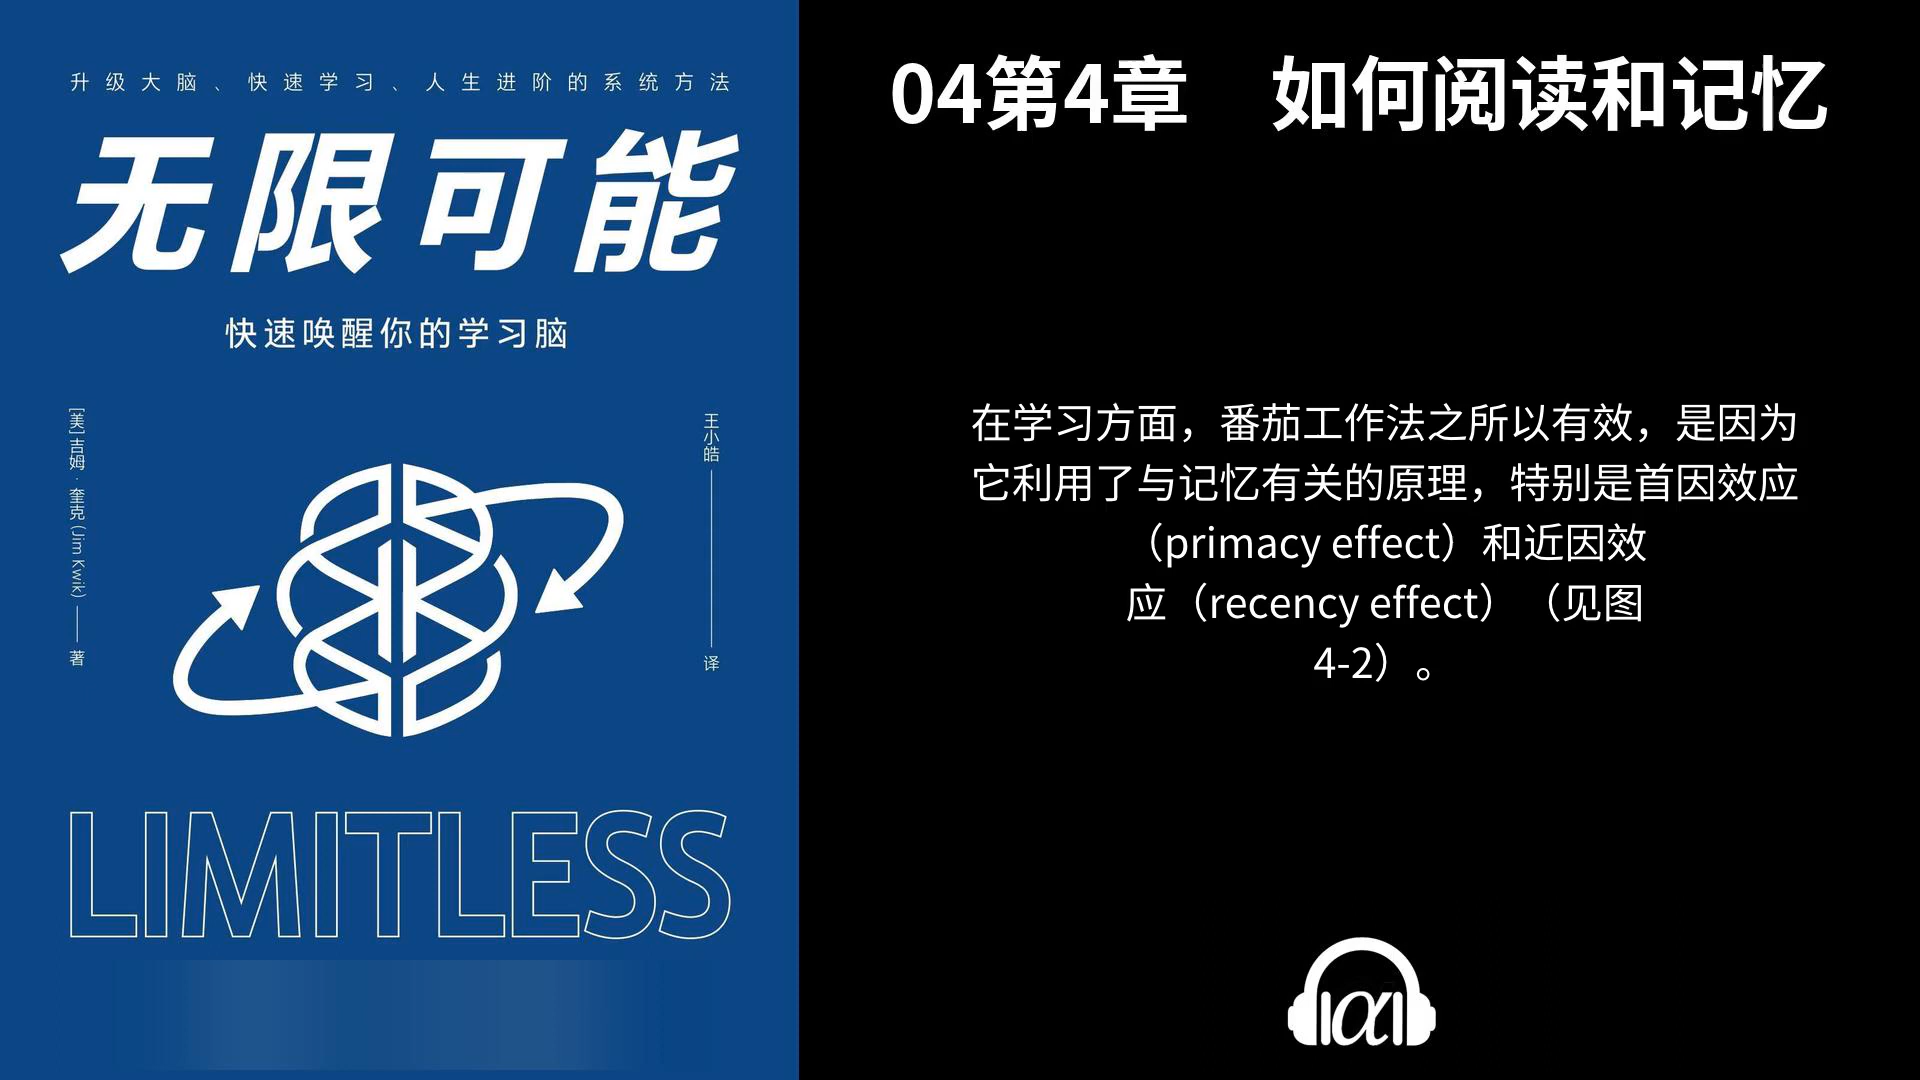 升级大脑、快速学习、人生进阶的系统方法
无限可能
快速唤醒你的学习脑
[美]吉姆·奎克(Jim Kwik)——著
王小皓——译
LIMITLESS
04第4章 如何阅读和记忆
在学习方面，番茄工作法之所以有效，是因为
它利用了与记忆有关的原理，特别是首因效应
（primacy effect）和近因效
应（recency effect）（见图
4-2）。
α